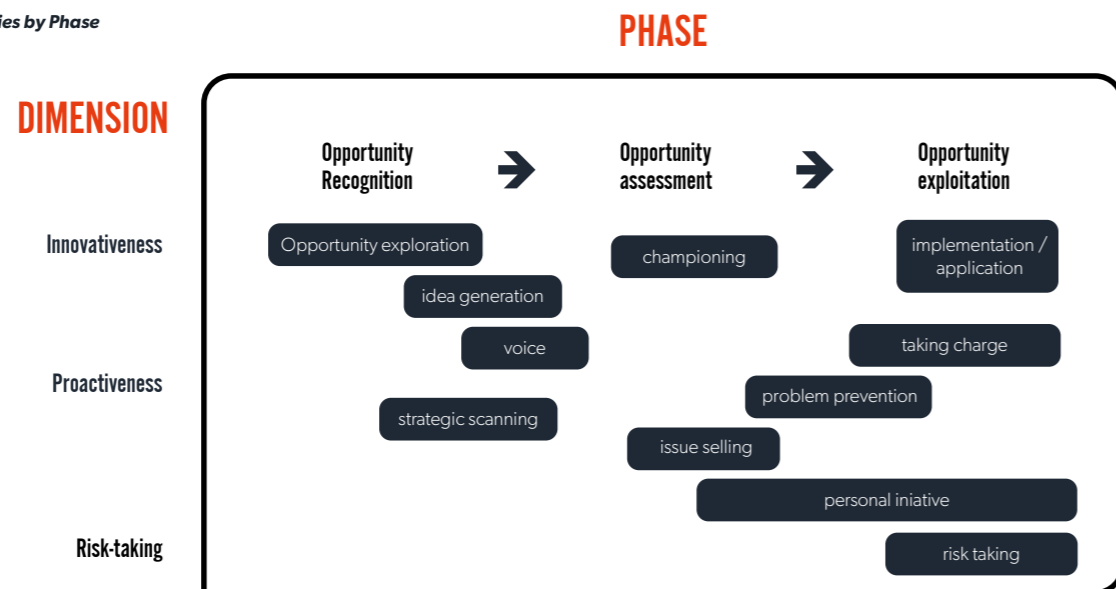 ies by Phase
PHASE
DIMENSION
Opportunity
Recognition
Opportunity
assessment
Opportunity
exploitation
Innovativeness
Opportunity exploration
championing
implementation /
application
idea generation
voice
taking charge
Proactiveness
problem prevention
strategic scanning
issue selling
personal iniative
Risk-taking
risk taking